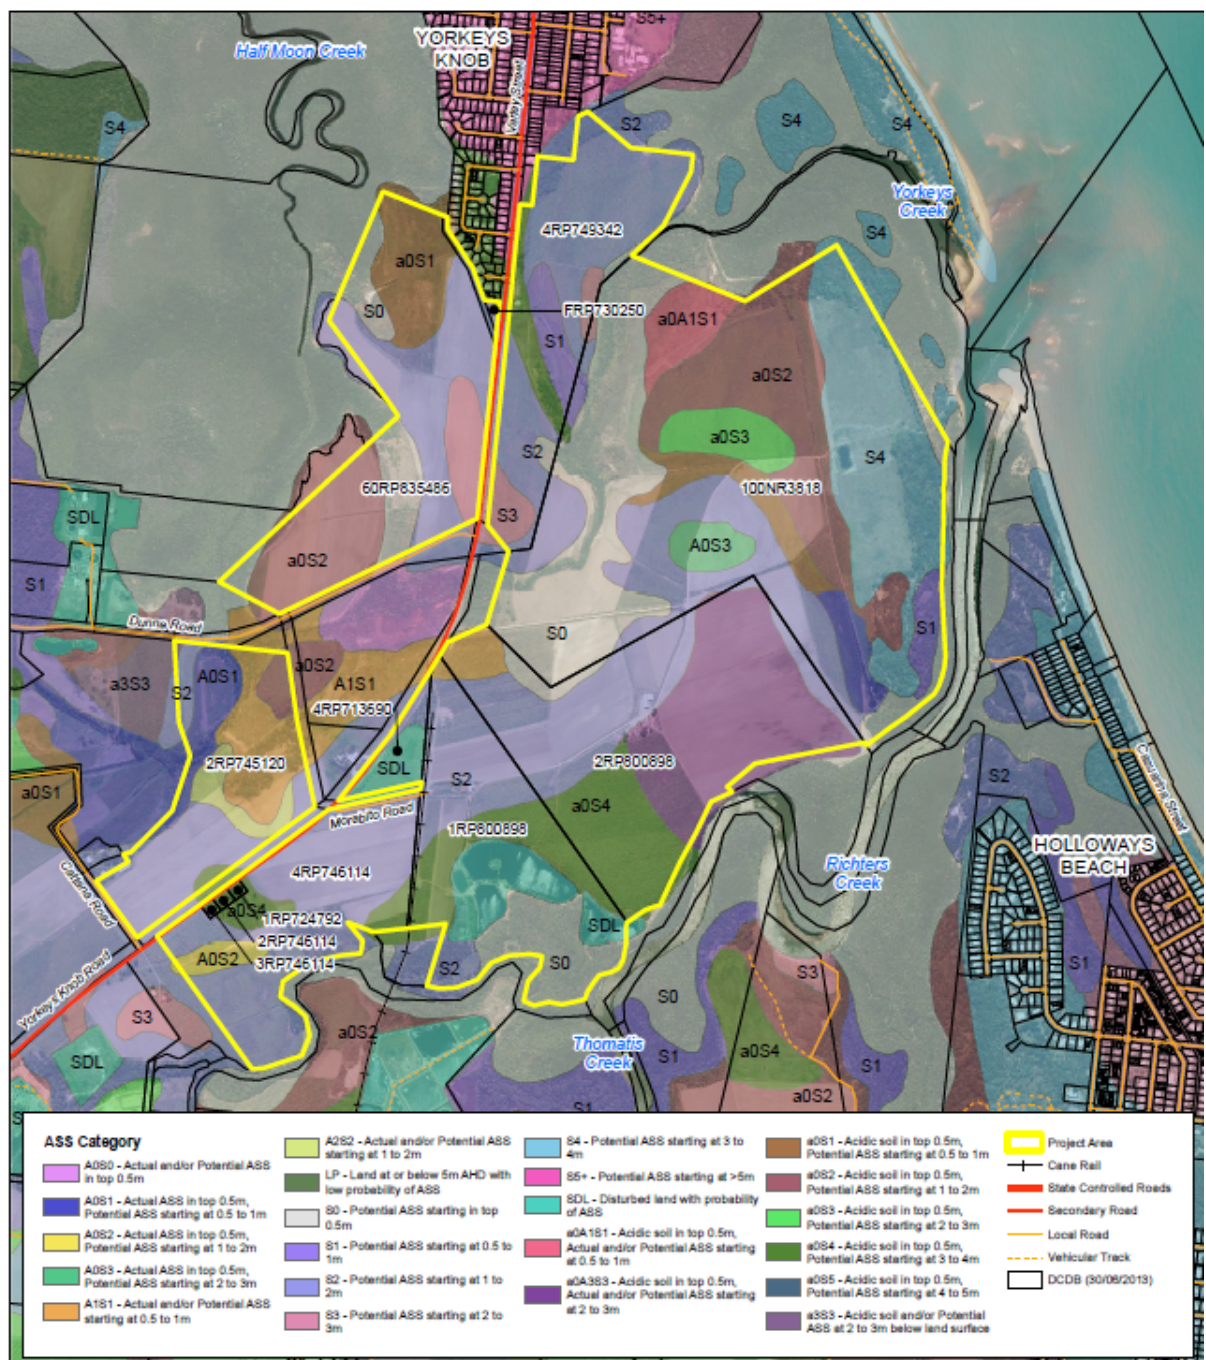 S5+
YORKEYS
KNOB
Half Moon Creek
Varley Street
S4
S2
S4
S4
Yorkeys
Creek
4RP749342
S4
a0S1
S0
FRP730250
a0A1S1
S1
a0S2
a0S3
S2
S4
60RP835486
100NR3818
SDL
S3
A0S3
a0S2
S1
Dunne Road
S0
S1
a0S2
A0S1
a3S3
S2
A1S1
4RP713690
2RP745120
SDL
S2
2RP800898
S2
a0S1
a0S4
Morabito Road
1RP800898
Casuarina Street
HOLLOWAYS
BEACH
4RP746114
Richters
Creek
Cattana Road
a0S4
1RP724792
SDL
2RP746114
A0S2
3RP746114
S2
S0
S3
S1
Yorkeys Knob Road
S0
S3
a0S2
SDL
Thomatis
Creek
S1
a0S4
S1
a0S2
S1
ASS Category
A0S0 - Actual and/or Potential ASS
in top 0.5m
A0S1 - Actual ASS in top 0.5m,
Potential ASS starting at 0.5 to 1m
A0S2 - Actual ASS in top 0.5m,
Potential ASS starting at 1 to 2m
A0S3 - Actual ASS in top 0.5m,
Potential ASS starting at 2 to 3m
A1S1 - Actual and/or Potential ASS
starting at 0.5 to 1m
A2S2 - Actual and/or Potential ASS
starting at 1 to 2m
LP - Land at or below 5m AHD with
low probability of ASS
S0 - Potential ASS starting in top
0.5m
S1 - Potential ASS starting at 0.5 to
1m
S2 - Potential ASS starting at 1 to
2m
S3 - Potential ASS starting at 2 to
3m
S4 - Potential ASS starting at 3 to
4m
S5+ - Potential ASS starting at >5m
SDL - Disturbed land with probability
of ASS
a0A1S1 - Acidic soil in top 0.5m,
Actual and/or Potential ASS starting
at 0.5 to 1m
a0A3S3 - Acidic soil in top 0.5m,
Actual and/or Potential ASS starting
at 2 to 3m
a0S1 - Acidic soil in top 0.5m,
Potential ASS starting at 0.5 to 1m
a0S2 - Acidic soil in top 0.5m,
Potential ASS starting at 1 to 2m
a0S3 - Acidic soil in top 0.5m,
Potential ASS starting at 2 to 3m
a0S4 - Acidic soil in top 0.5m,
Potential ASS starting at 3 to 4m
a0S5 - Acidic soil in top 0.5m,
Potential ASS starting at 4 to 5m
a3S3 - Acidic soil and/or Potential
ASS at 2 to 3m below land surface
Project Area
Cane Rail
State Controlled Roads
Secondary Road
Local Road
Vehicular Track
DCDB (30/06/2013)